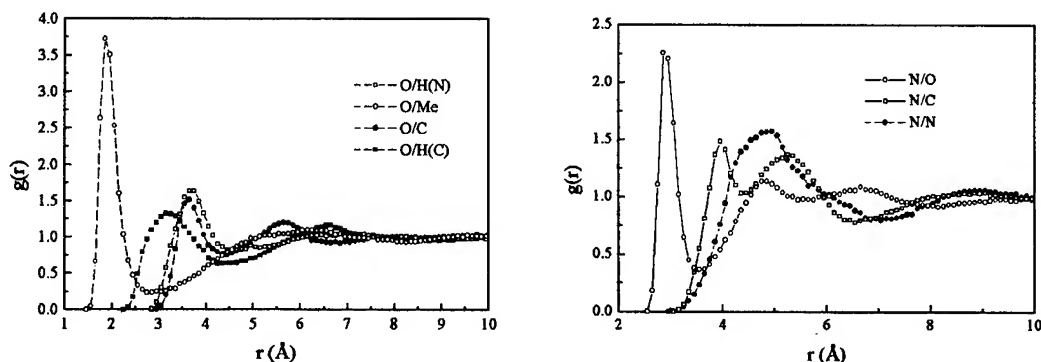 4.0
3.5
3.0
2.5
2.0
1.5
1.0
0.5
0.0
g(r)
O/H(N)
O/Me
O/C
O/H(C)
1 2 3 4 5 6 7 8 9 10
r (Å)
2.5
2.0
1.5
1.0
0.5
0.0
g(r)
N/O
N/C
N/N
2 4 6 8 10
r (Å)